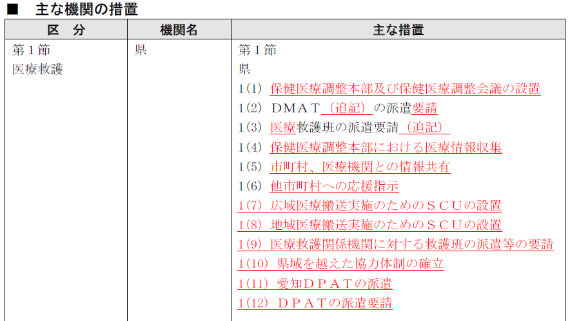 ■ 主な機関の措置
区 分 機関名 主な措置
第１節 県 第１節
医療救護 県
1(1) 保健医療調整本部及び保健医療調整会議の設置
1(2) ＤＭＡＴ（追記）の派遣要請
1(3) 医療救護班の派遣要請（追記）
1(4) 保健医療調整本部における医療情報収集
1(5) 市町村、医療機関との情報共有
1(6) 他市町村への応援指示
1(7) 広域医療搬送実施のためのＳＣＵの設置
1(8) 地域医療搬送実施のためのＳＣＵの設置
1(9) 医療救護関係機関に対する救護班の派遣等の要請
1(10) 県域を越えた協力体制の確立
1(11) 愛知ＤＰＡＴの派遣
1(12) ＤＰＡＴの派遣要請